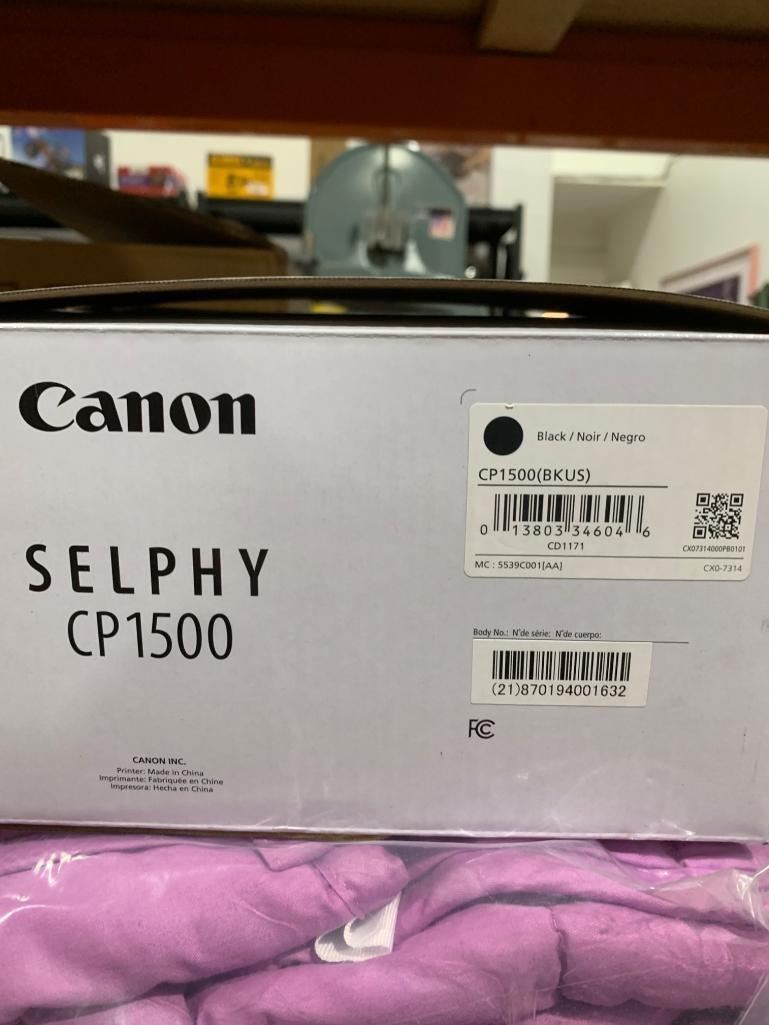 Canon
SELPHY
CP1500
CANON INC.
Printer: Made in China
Imprimante: Fabriquée en Chine
Impresora: Hecha en China
Black / Noir / Negro
CP1500(BKUS)
0 13803 34604 6
CD1171
CX07314000PB0101
MC : 5539C001[AA]
CX0-7314
Body No.: N°de série: N°de cuerpo:
(21)870194001632
FC